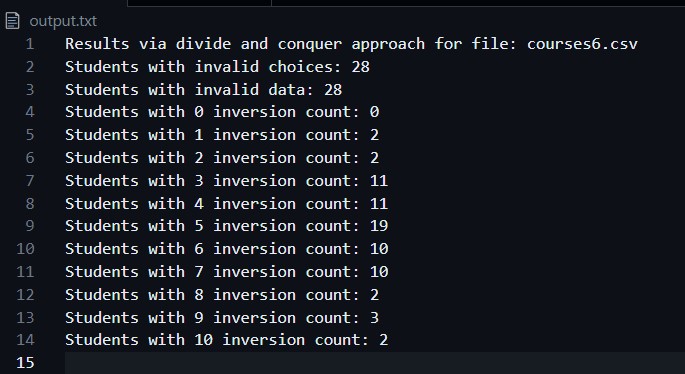 output.txt
1 Results via divide and conquer approach for file: courses6.csv
2 Students with invalid choices: 28
3 Students with invalid data: 28
4 Students with 0 inversion count: 0
5 Students with 1 inversion count: 2
6 Students with 2 inversion count: 2
7 Students with 3 inversion count: 11
8 Students with 4 inversion count: 11
9 Students with 5 inversion count: 19
10 Students with 6 inversion count: 10
11 Students with 7 inversion count: 10
12 Students with 8 inversion count: 2
13 Students with 9 inversion count: 3
14 Students with 10 inversion count: 2
15